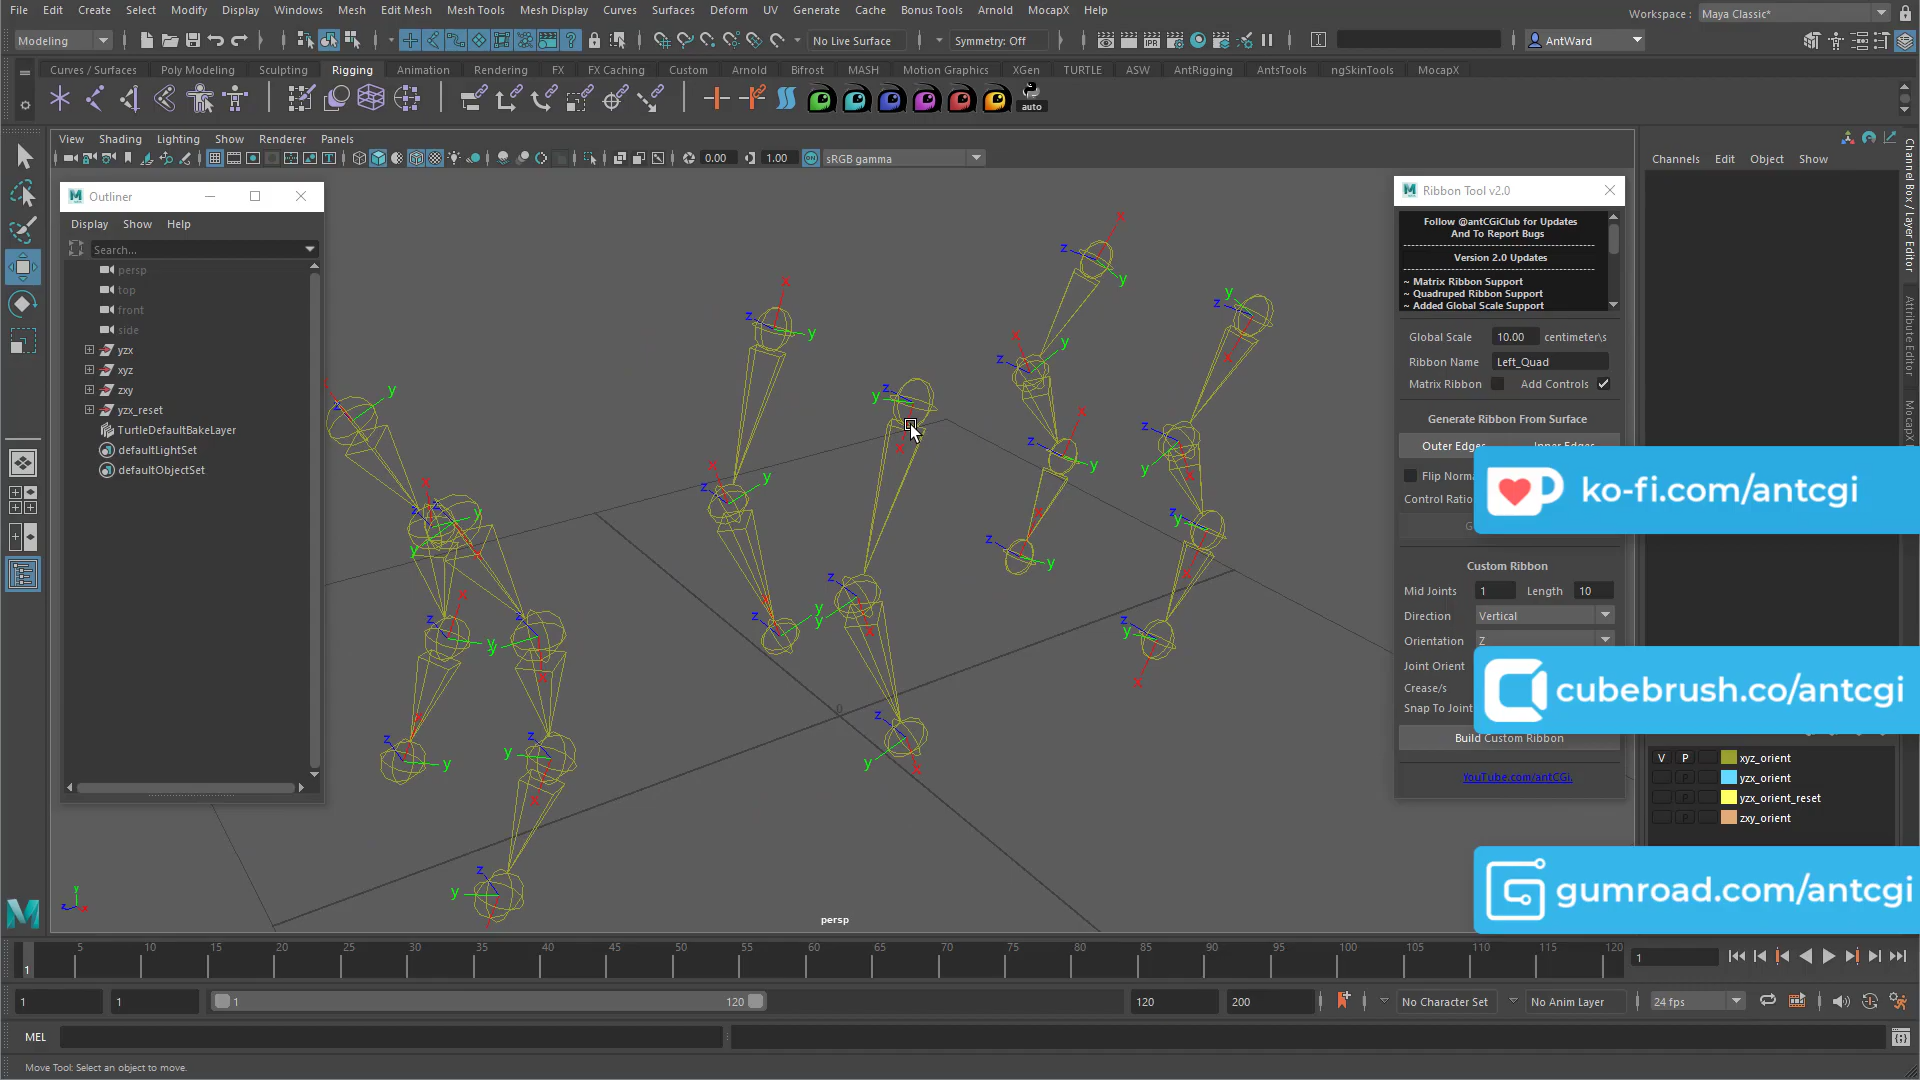 File Edit Create Select Modify Display Windows Mesh Edit Mesh Mesh Tools Mesh Display Curves Surfaces Deform UV Generate Cache Bonus Tools Arnold MocapX Help
Workspace : Maya Classic*
Modeling
No Live Surface
Symmetry: Off
AntWard
Curves / Surfaces Poly Modeling Sculpting Rigging Animation Rendering FX FX Caching Custom Arnold Bifrost MASH Motion Graphics XGen TURTLE ASW AntRigging AntsTools ngSkinTools MocapX
auto
View Shading Lighting Show Renderer Panels
0.00 1.00 sRGB gamma
Channels Edit Object Show
Channel Box / Layer Editor
Attribute Editor
Outliner
Display Show Help
Search...
persp
top
front
side
yzx
xyz
zxy
yzx_reset
TurtleDefaultBakeLayer
defaultLightSet
defaultObjectSet
Ribbon Tool v2.0
Follow @antCGiClub for Updates
And To Report Bugs
Version 2.0 Updates
~ Matrix Ribbon Support
~ Quadruped Ribbon Support
~ Added Global Scale Support
Global Scale 10.00 centimeter\s
Ribbon Name Left_Quad
Matrix Ribbon Add Controls
Generate Ribbon From Surface
Outer Edges
Flip Norma
Control Ratio
ko-fi.com/antcgi
Custom Ribbon
Mid Joints 1 Length 10
Direction Vertical
Orientation Z
Joint Orient
Crease/s
Snap To Joint
cubebrush.co/antcgi
Build Custom Ribbon
YouTube.com/antCGi.
V P xyz_orient
yzx_orient
yzx_orient_reset
zxy_orient
gumroad.com/antcgi
persp
5 10 15 20 25 30 35 40 45 50 55 60 65 70 75 80 85 90 95 100 105 110 115 120
1
1
1 1 1 120 120 200 No Character Set No Anim Layer 24 fps
MEL
Move Tool: Select an object to move.